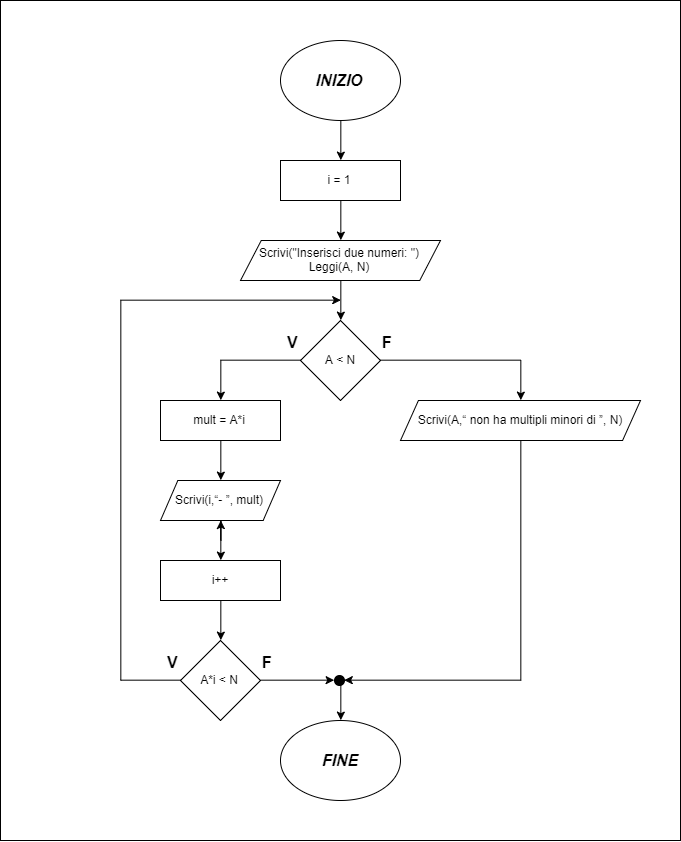 INIZIO
i = 1
Scrivi("Inserisci due numeri: ")
Leggi(A, N)
V
F
A < N
mult = A*i
Scrivi(A,“ non ha multipli minori di ”, N)
Scrivi(i,“- ”, mult)
i++
V
F
A*i < N
FINE